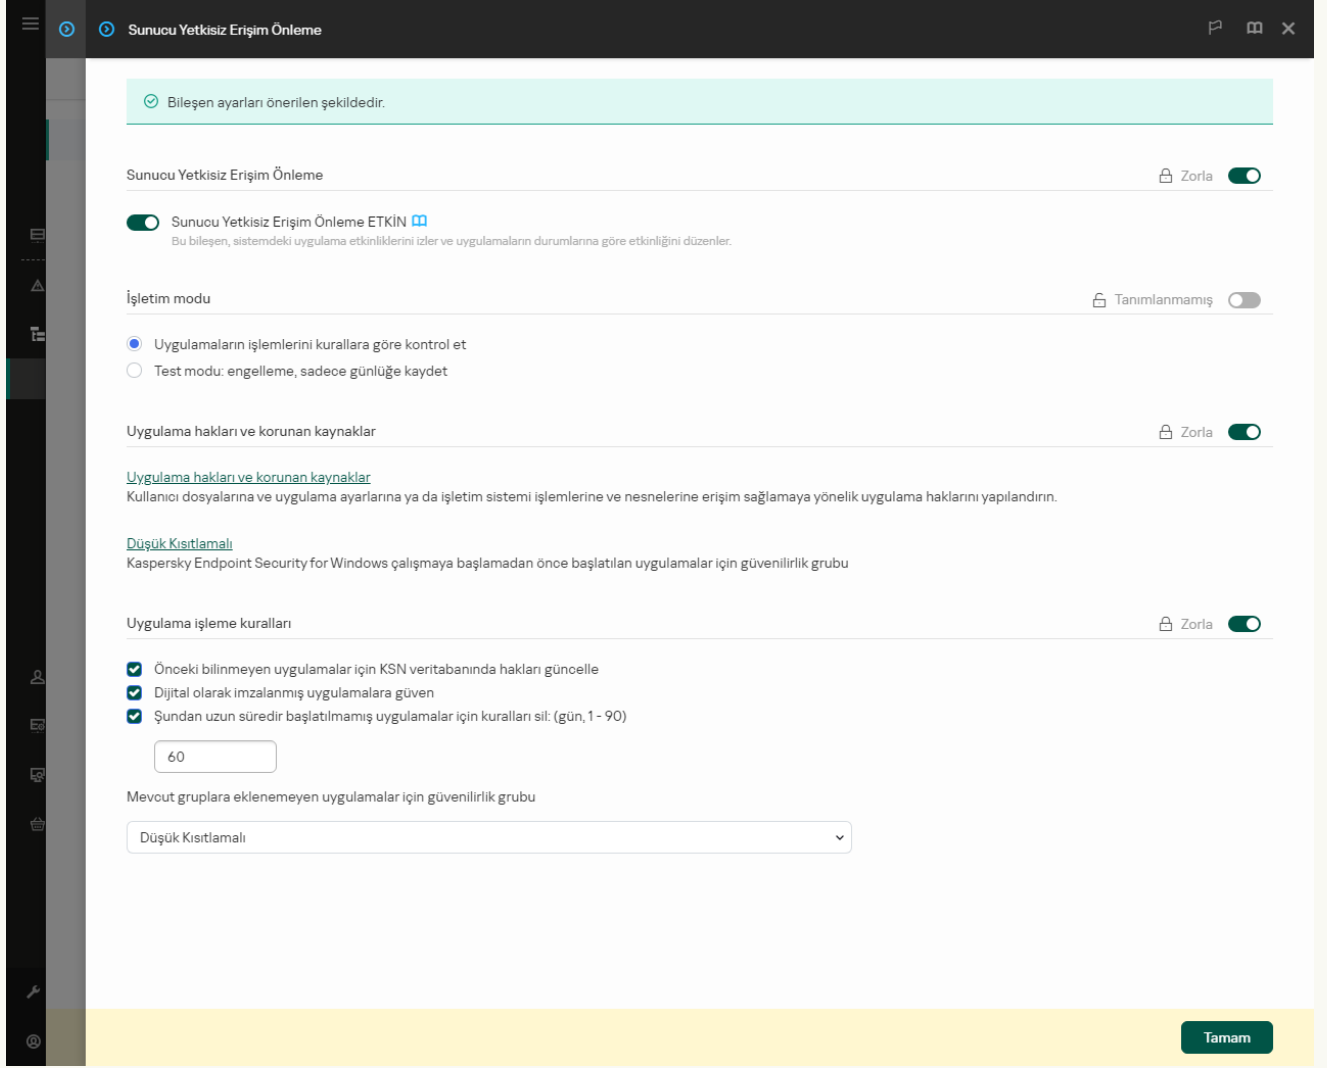 Sunucu Yetkisiz Erişim Önleme
Bileşen ayarları önerilen şekildedir.
Sunucu Yetkisiz Erişim Önleme
Zorla
Sunucu Yetkisiz Erişim Önleme ETKİN
Bu bileşen, sistemdeki uygulama etkinliklerini izler ve uygulamaların durumlarına göre etkinliğini düzenler.
İşletim modu
Tanımlanmamış
Uygulamaların işlemlerini kurallara göre kontrol et
Test modu: engelleme, sadece günlüğe kaydet
Uygulama hakları ve korunan kaynaklar
Zorla
Uygulama hakları ve korunan kaynaklar
Kullanıcı dosyalarına ve uygulama ayarlarına ya da işletim sistemi işlemlerine ve nesnelerine erişim sağlamaya yönelik uygulama haklarını yapılandırın.
Düşük Kısıtlamalı
Kaspersky Endpoint Security for Windows çalışmaya başlamadan önce başlatılan uygulamalar için güvenilirlik grubu
Uygulama işleme kuralları
Zorla
Önceki bilinmeyen uygulamalar için KSN veritabanında hakları güncelle
Dijital olarak imzalanmış uygulamalara güven
Şundan uzun süredir başlatılmamış uygulamalar için kuralları sil: (gün, 1 - 90)
60
Mevcut gruplara eklenemeyen uygulamalar için güvenilirlik grubu
Düşük Kısıtlamalı
Tamam